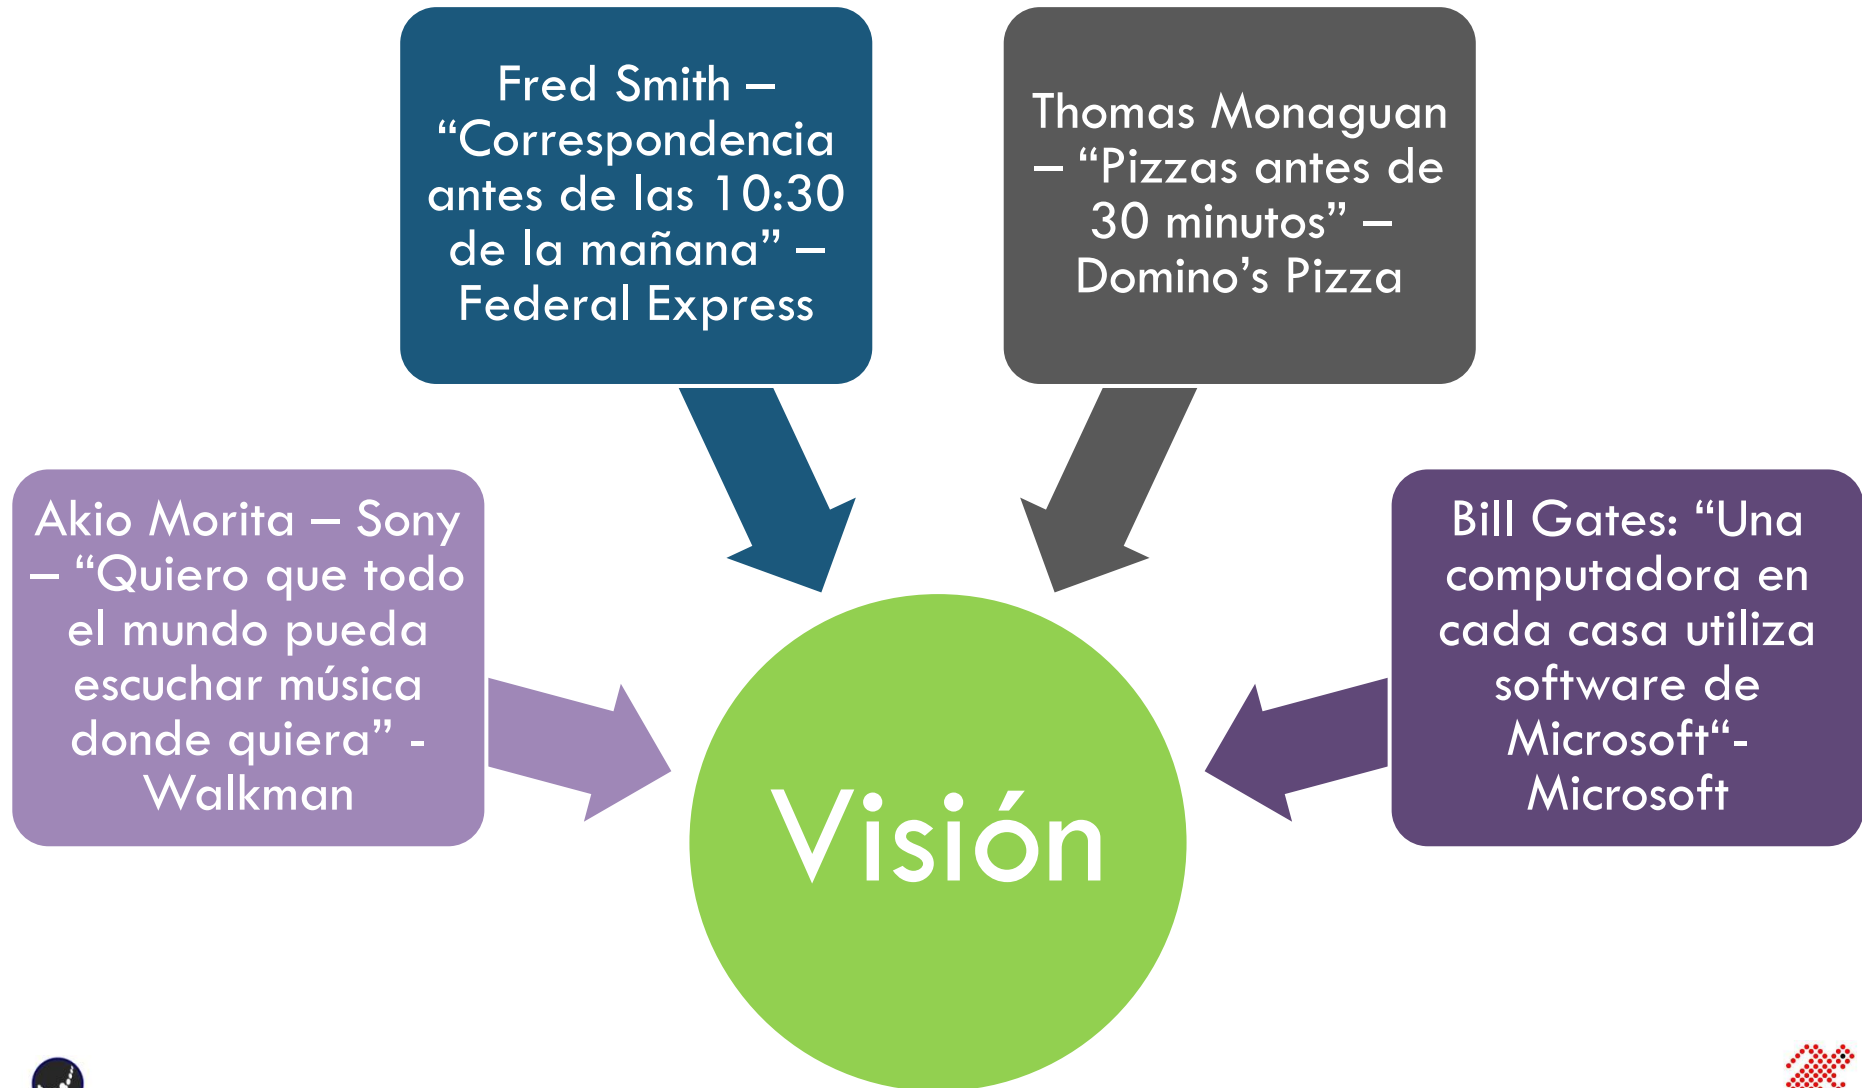 Fred Smith –
“Correspondencia
antes de las 10:30
de la mañana” –
Federal Express
Thomas Monaguan
– “Pizzas antes de
30 minutos” –
Domino’s Pizza
Akio Morita – Sony
– “Quiero que todo
el mundo pueda
escuchar música
donde quiera” -
Walkman
Bill Gates: “Una
computadora en
cada casa utiliza
software de
Microsoft“-
Microsoft
Visión